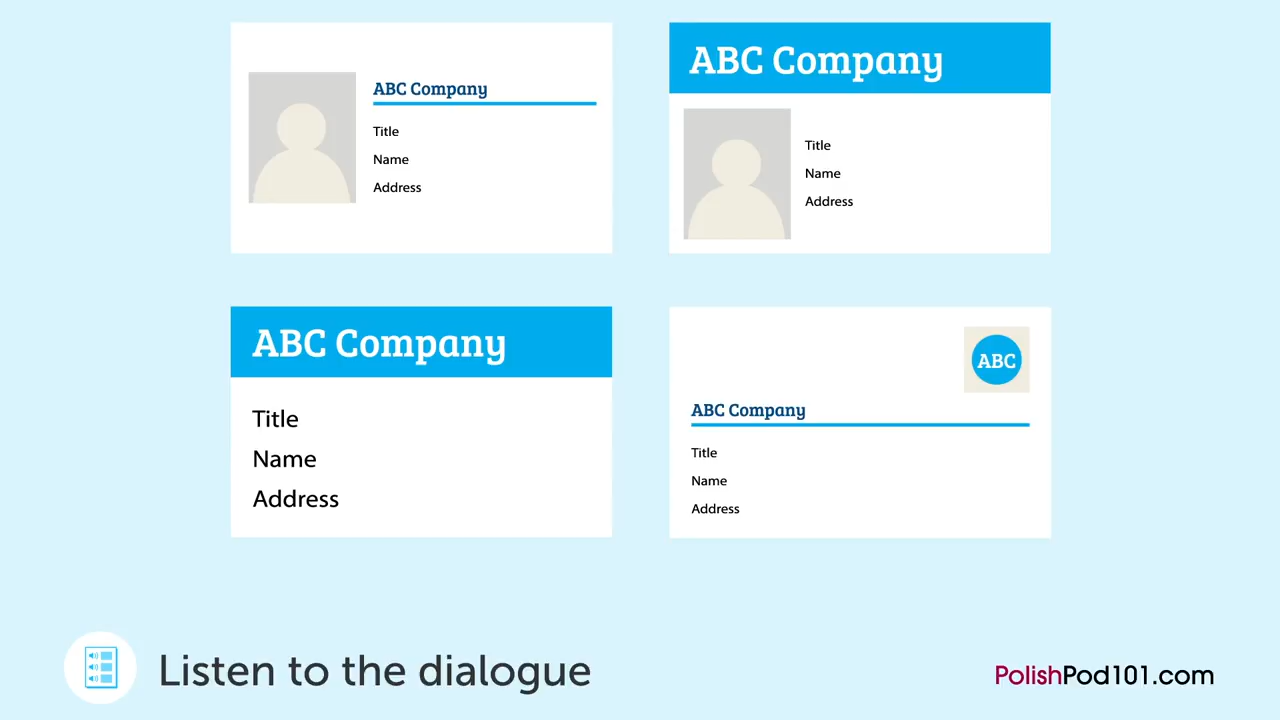 ABC Company
Title
Name
Address
ABC Company
Title
Name
Address
ABC Company
Title
Name
Address
ABC
ABC Company
Title
Name
Address
Listen to the dialogue
PolishPod101.com